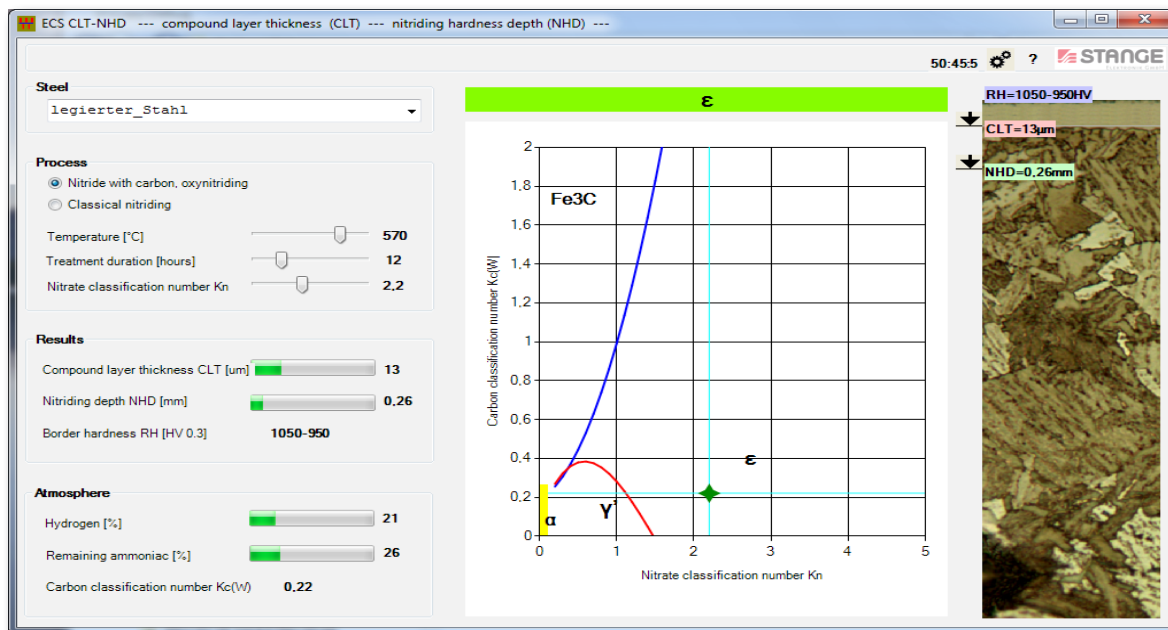 ECS CLT-NHD --- compound layer thickness (CLT) --- nitriding hardness depth (NHD) ---
50:45:5 ? STANGE
Steel
legierter_Stahl
Process
Nitride with carbon, oxynitriding
Classical nitriding
Temperature [°C] 570
Treatment duration [hours] 12
Nitrate classification number Kn 2,2
Results
Compound layer thickness CLT [um] 13
Nitriding depth NHD [mm] 0,26
Border hardness RH [HV 0.3] 1050-950
Atmosphere
Hydrogen [%] 21
Remaining ammoniac [%] 26
Carbon classification number Kc(W) 0,22
ε
Carbon classification number Kc(W)
2
1,8
1,6
1,4
1,2
1
0,8
0,6
0,4
0,2
0
Fe3C
ε
α
γ'
0 1 2 3 4 5
Nitrate classification number Kn
RH=1050-950HV
CLT=13µm
NHD=0,26mm